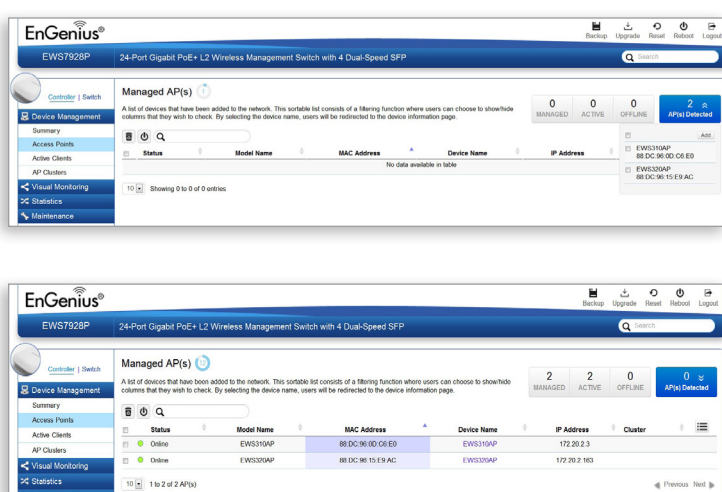 EnGenius®
Backup Upgrade Reset Reboot Logout
EWS7928P
24-Port Gigabit PoE+ L2 Wireless Management Switch with 4 Dual-Speed SFP
Search
Controller | Switch
Device Management
Summary
Access Points
Active Clients
AP Clusters
Visual Monitoring
Statistics
Maintenance
Managed AP(s)
A list of devices that have been added to the network. This sortable list consists of a filtering function where users can choose to show/hide
columns that they wish to check. By selecting the device name, users will be redirected to the device information page.
0 MANAGED
0 ACTIVE
0 OFFLINE
2 AP(s) Detected
Add
EWS310AP
88:DC:96:0D:C6:E0
EWS320AP
88:DC:96:15:E9:AC
Status Model Name MAC Address Device Name IP Address
No data available in table
10 Showing 0 to 0 of 0 entries
EnGenius®
Backup Upgrade Reset Reboot Logout
EWS7928P
24-Port Gigabit PoE+ L2 Wireless Management Switch with 4 Dual-Speed SFP
Search
Controller | Switch
Device Management
Summary
Access Points
Active Clients
AP Clusters
Visual Monitoring
Statistics
Managed AP(s) 12
A list of devices that have been added to the network. This sortable list consists of a filtering function where users can choose to show/hide
columns that they wish to check. By selecting the device name, users will be redirected to the device information page.
2 MANAGED
2 ACTIVE
0 OFFLINE
0 AP(s) Detected
Status Model Name MAC Address Device Name IP Address Cluster
Online EWS310AP 88:DC:96:0D:C6:E0 EWS310AP 172.20.2.3
Online EWS320AP 88:DC:96:15:E9:AC EWS320AP 172.20.2.163
10 1 to 2 of 2 AP(s)
Previous Next